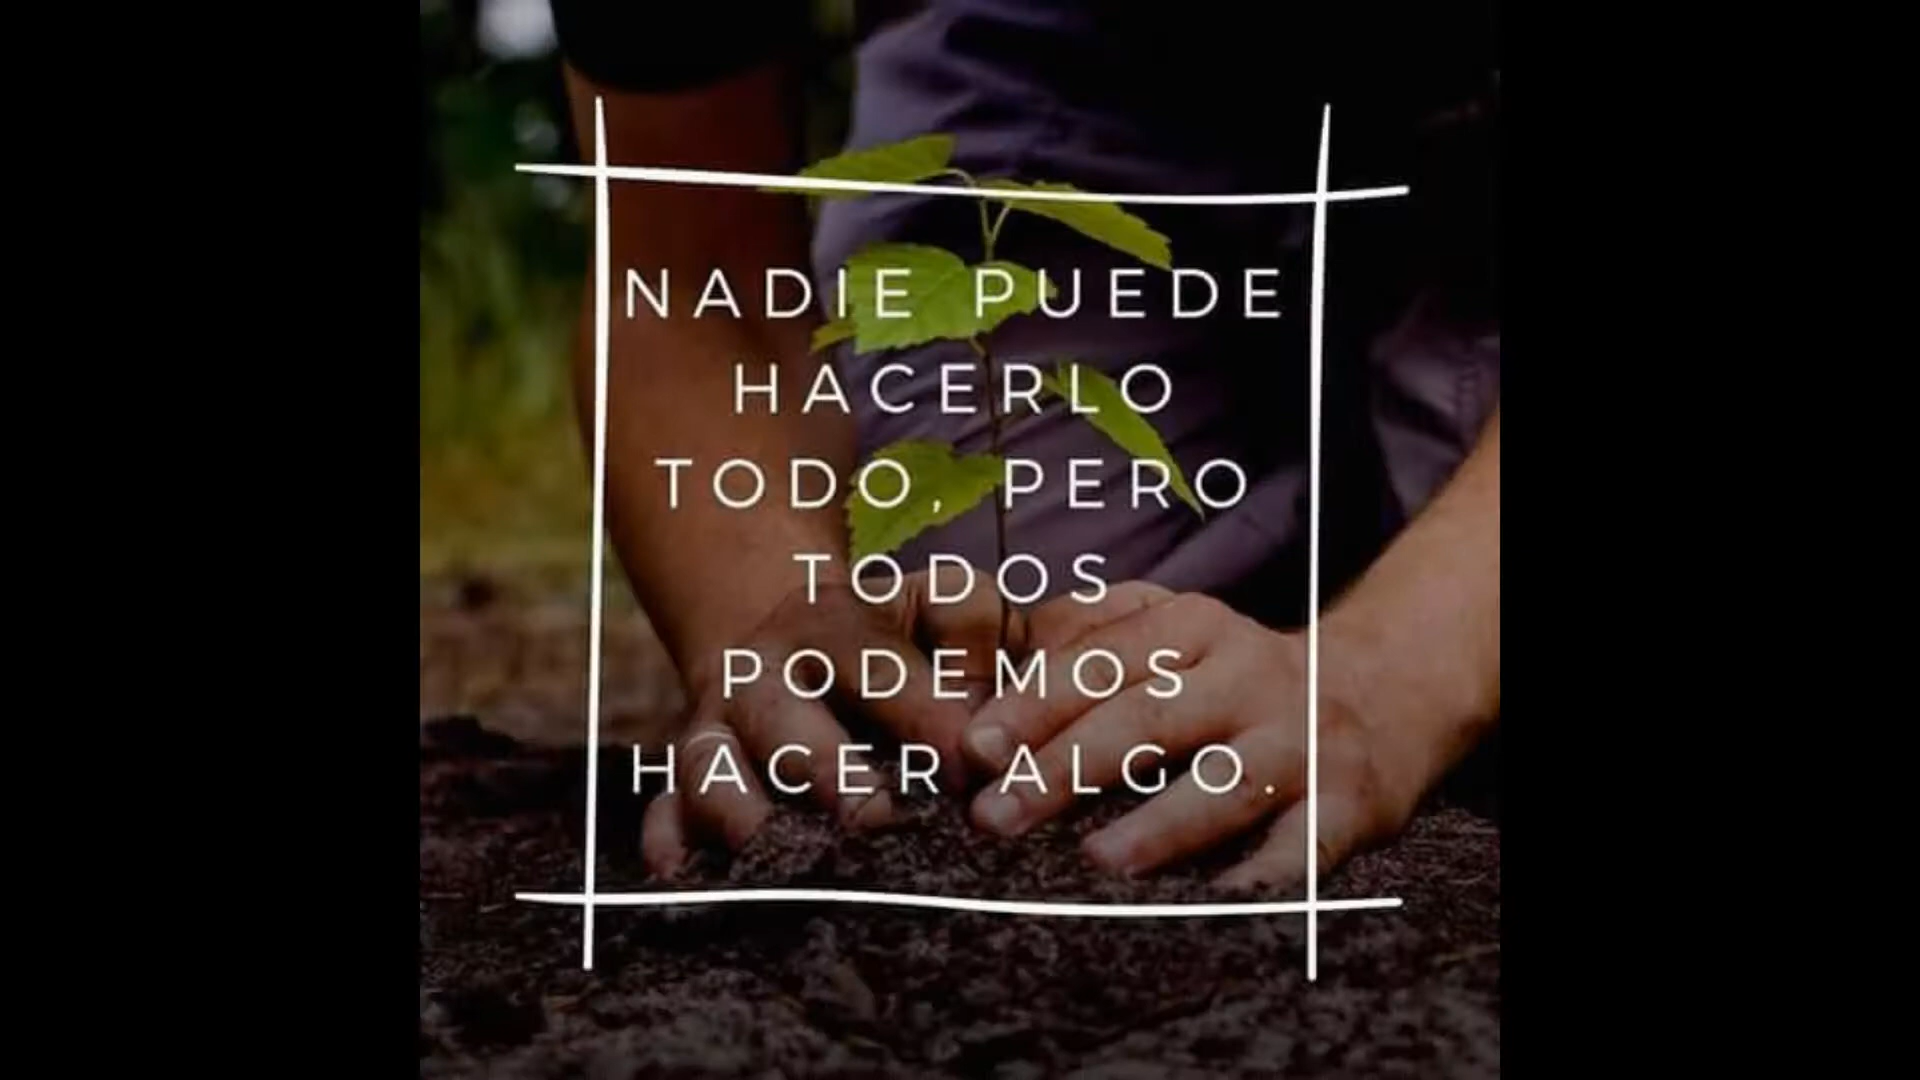 NADIE PUEDE
HACERLO
TODO, PERO
TODOS
PODEMOS
HACER ALGO.